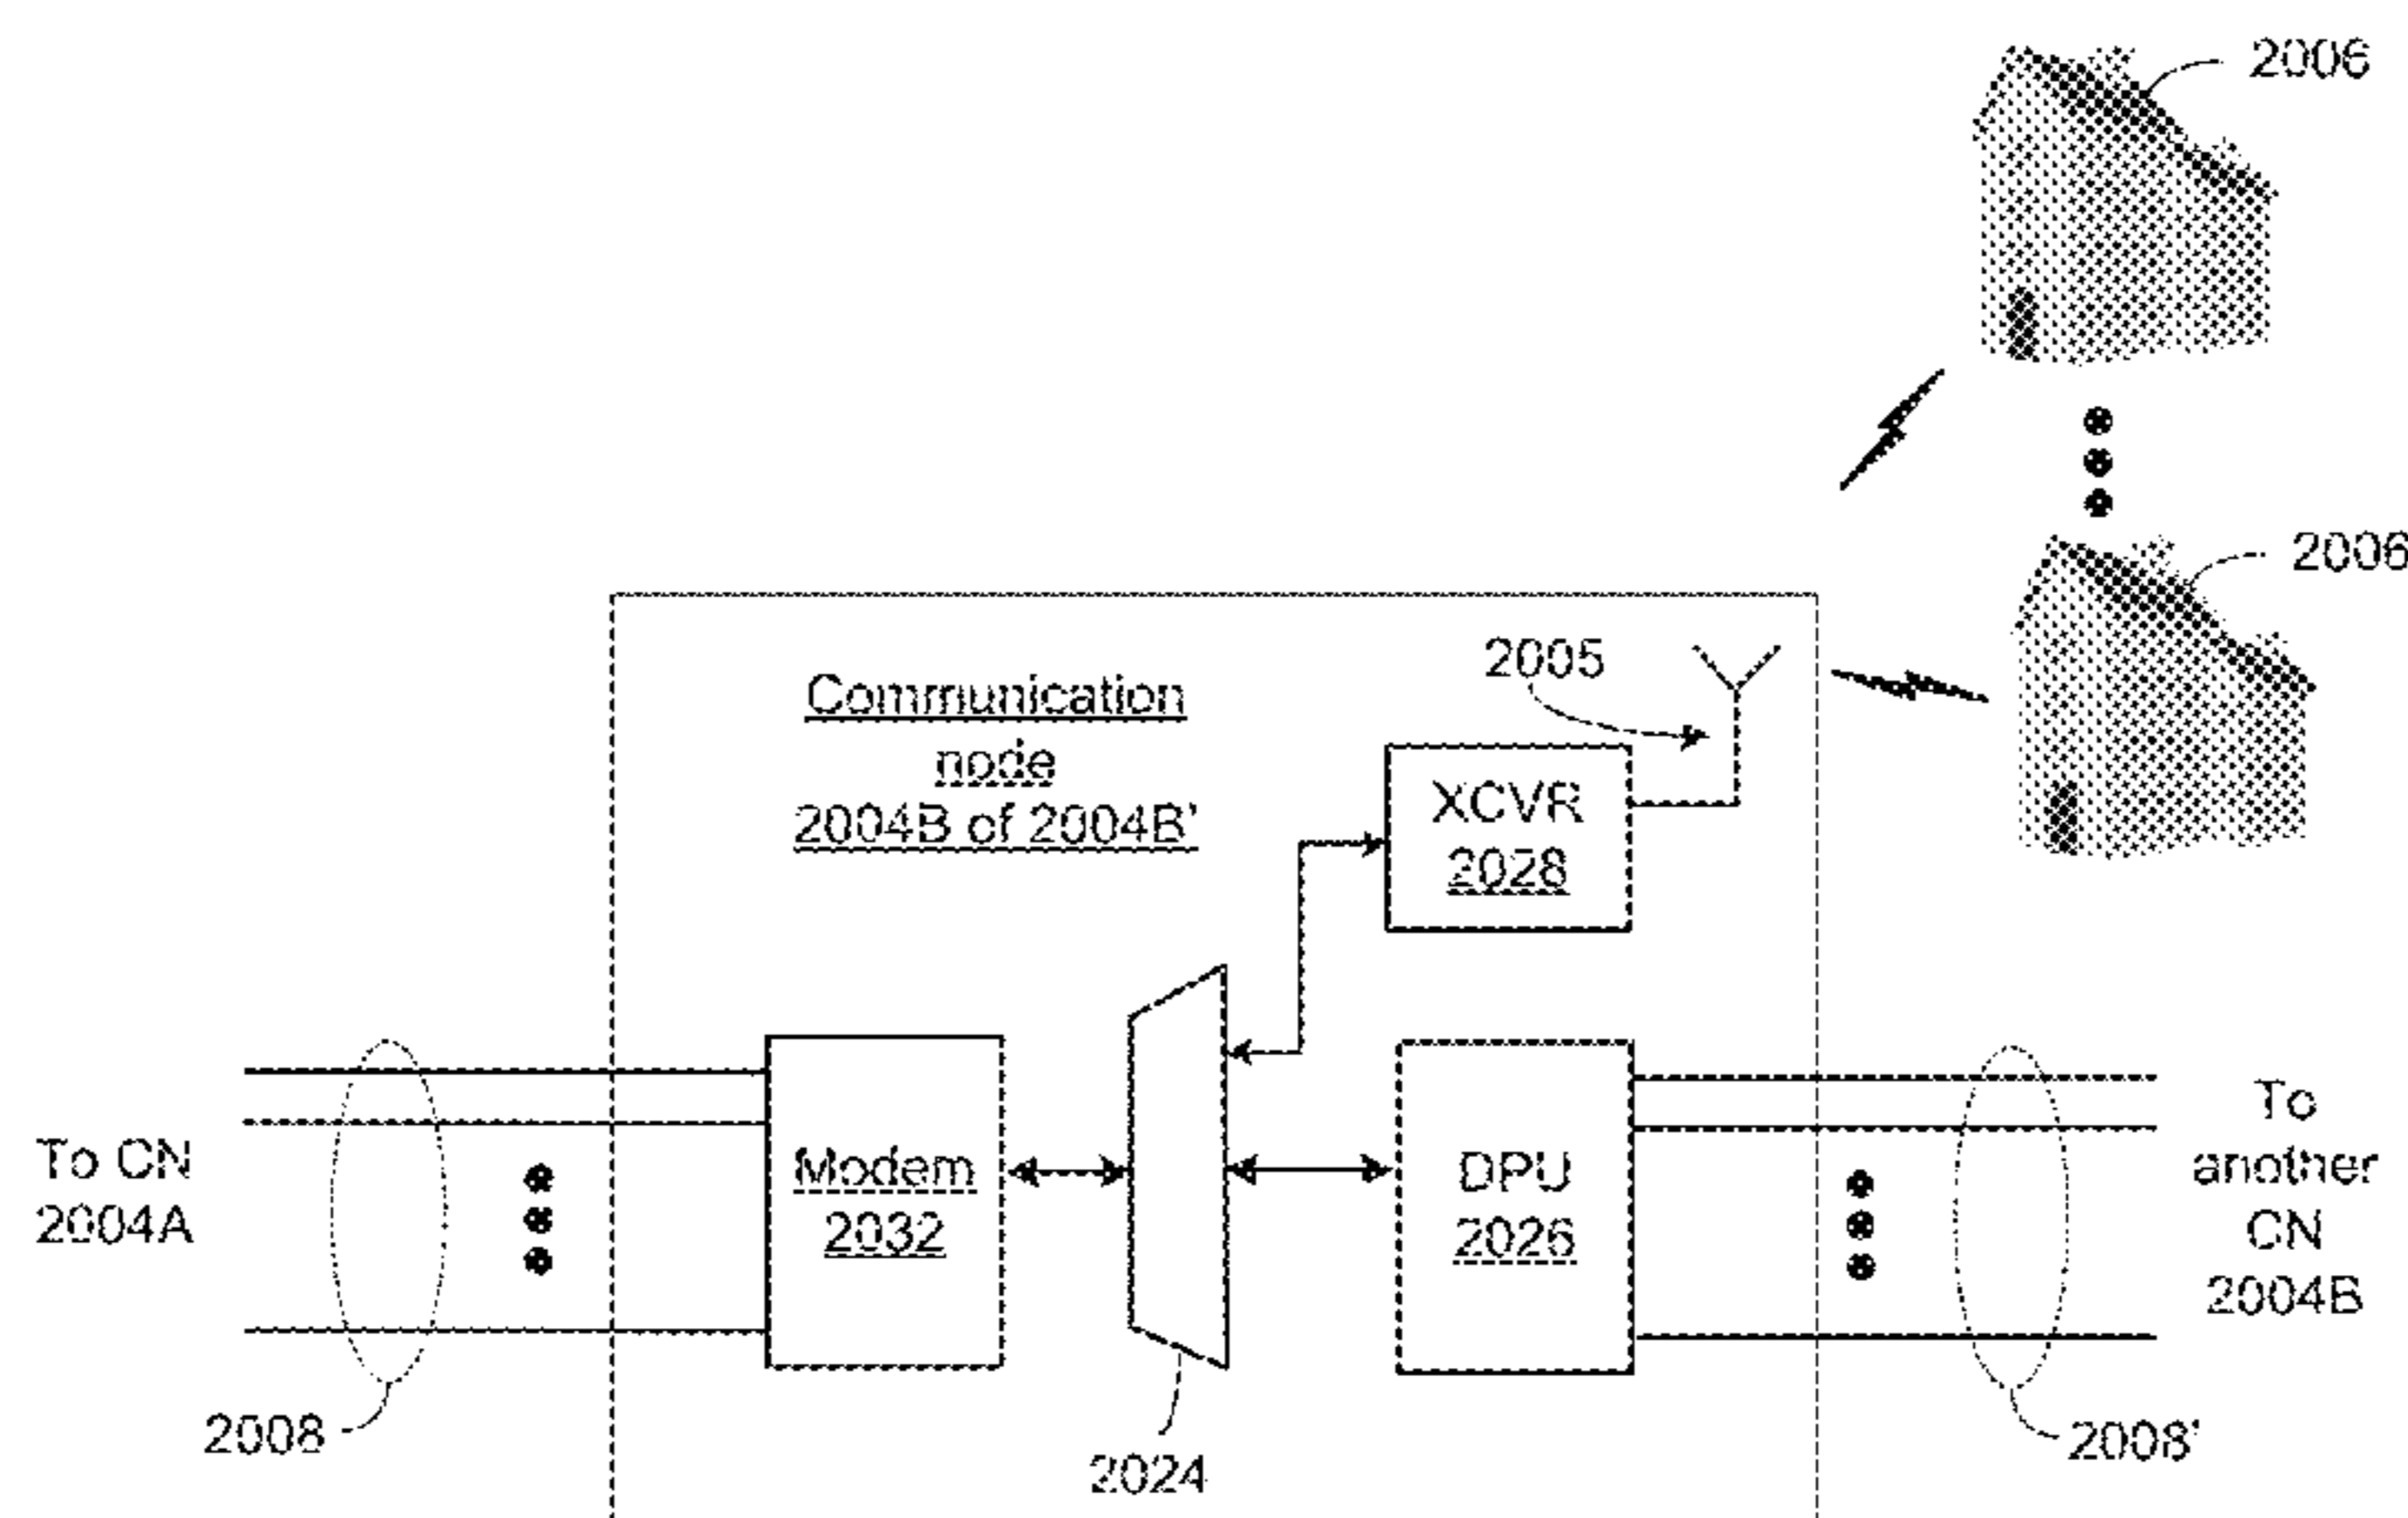 2006
2006
2005
Communication
node
2004B of 2004B'
XCVR
2028
To CN
2004A
Modem
2032
DPU
2026
To
another
CN
2004B
2008
2024
2008'